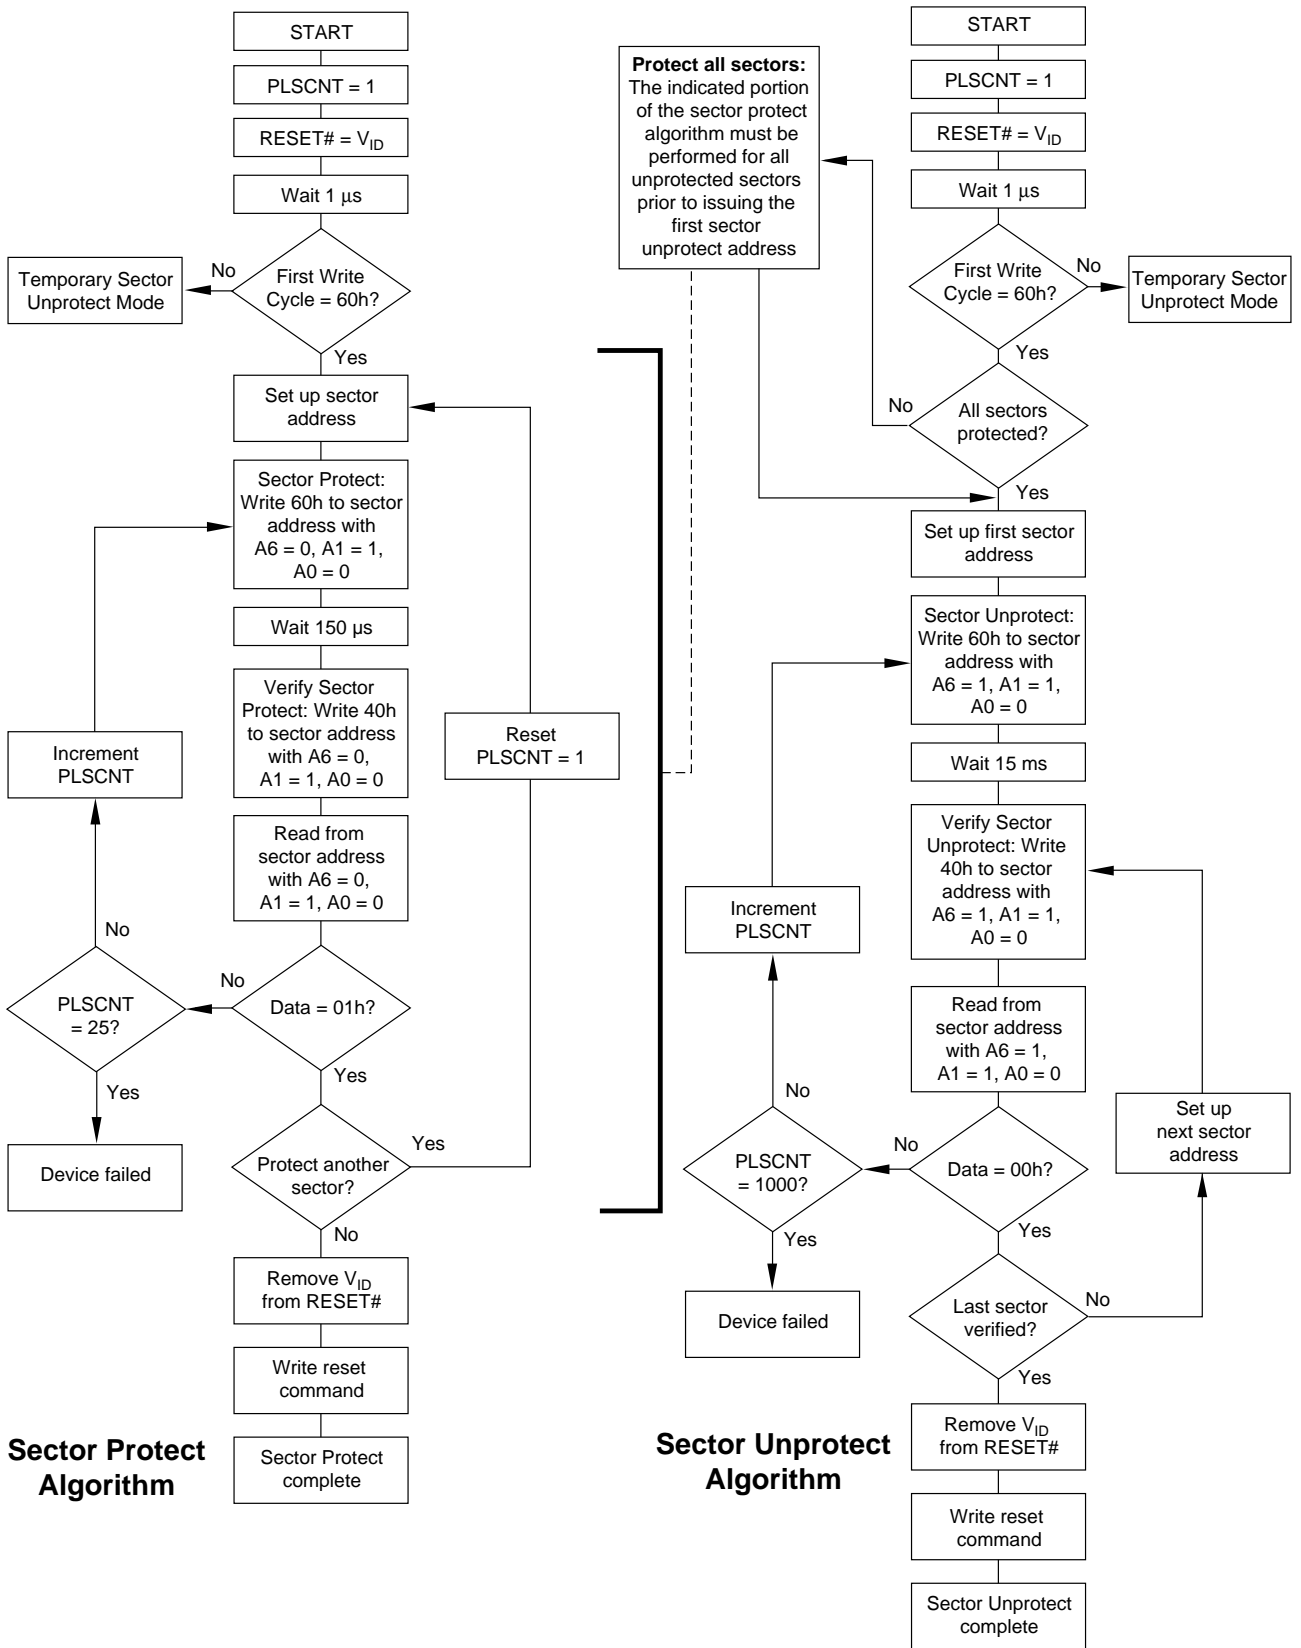 START
PLSCNT = 1
RESET# = VID
Wait 1 μs
First Write
Cycle = 60h?
No
Temporary Sector
Unprotect Mode
Yes
Set up sector
address
Sector Protect:
Write 60h to sector
address with
A6 = 0, A1 = 1,
A0 = 0
Wait 150 µs
Verify Sector
Protect: Write 40h
to sector address
with A6 = 0,
A1 = 1, A0 = 0
Read from
sector address
with A6 = 0,
A1 = 1, A0 = 0
Data = 01h?
No
PLSCNT
= 25?
No
Increment
PLSCNT
Yes
Device failed
Yes
Protect another
sector?
Yes
Reset
PLSCNT = 1
No
Remove VID
from RESET#
Write reset
command
Sector Protect
complete
Sector Protect
Algorithm
Protect all sectors:
The indicated portion
of the sector protect
algorithm must be
performed for all
unprotected sectors
prior to issuing the
first sector
unprotect address
START
PLSCNT = 1
RESET# = VID
Wait 1 μs
First Write
Cycle = 60h?
No
Temporary Sector
Unprotect Mode
Yes
All sectors
protected?
No
Yes
Set up first sector
address
Sector Unprotect:
Write 60h to sector
address with
A6 = 1, A1 = 1,
A0 = 0
Wait 15 ms
Verify Sector
Unprotect: Write
40h to sector
address with
A6 = 1, A1 = 1,
A0 = 0
Read from
sector address
with A6 = 1,
A1 = 1, A0 = 0
Data = 00h?
No
PLSCNT
= 1000?
No
Increment
PLSCNT
Yes
Device failed
Yes
Last sector
verified?
No
Set up
next sector
address
Yes
Remove VID
from RESET#
Write reset
command
Sector Unprotect
complete
Sector Unprotect
Algorithm